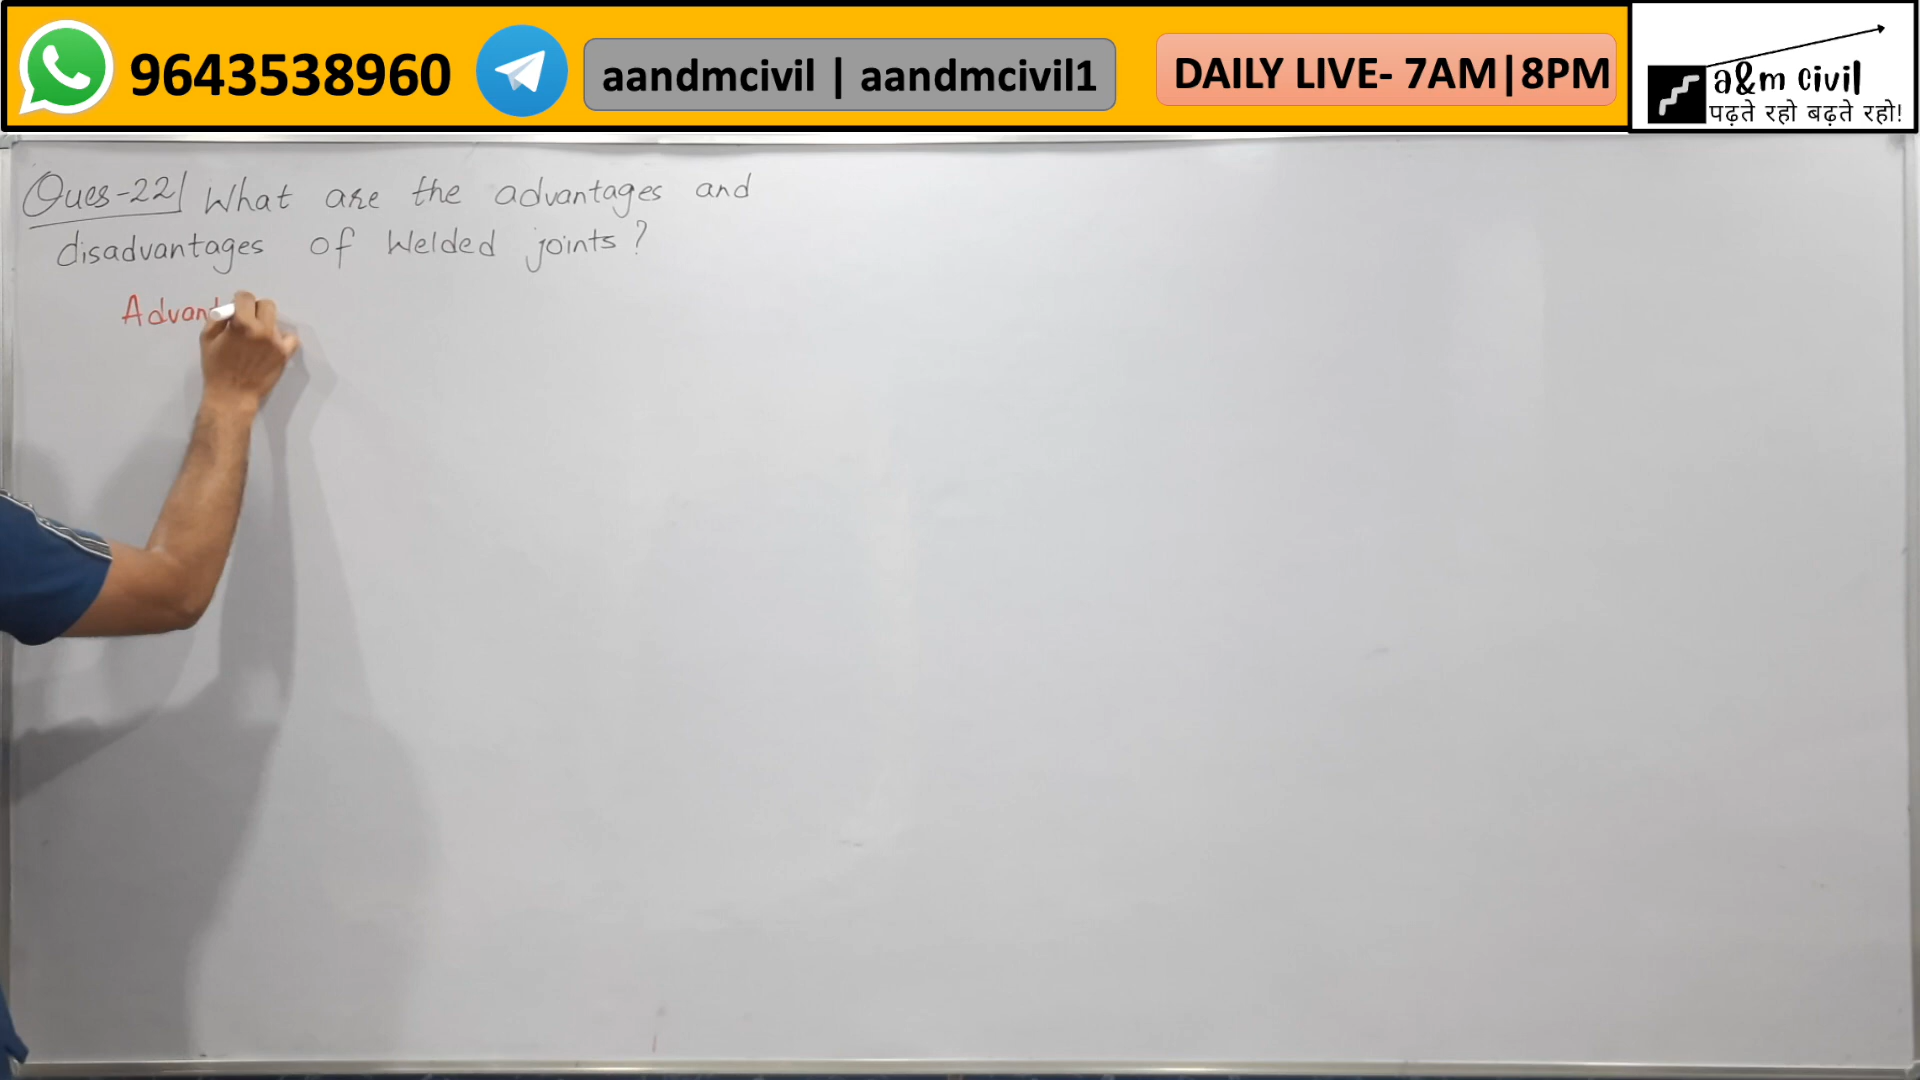 9643538960
aandmcivil | aandmcivil1
DAILY LIVE- 7AM|8PM
a&m civil
पढ़ते रहो बढ़ते रहो!
Ques-22| What are the advantages and
disadvantages of Welded joints?
Advant